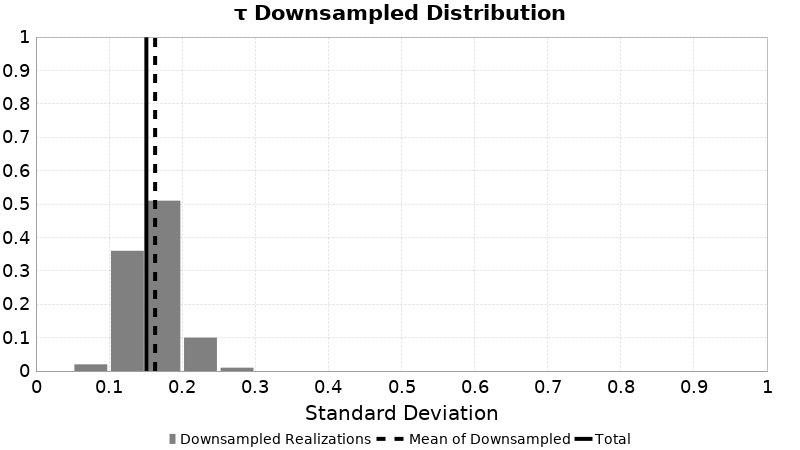 τ Downsampled Distribution
1
0.9
0.8
0.7
0.6
0.5
0.4
0.3
0.2
0.1
0
0 0.1 0.2 0.3 0.4 0.5 0.6 0.7 0.8 0.9 1
Standard Deviation
Downsampled Realizations Mean of Downsampled Total